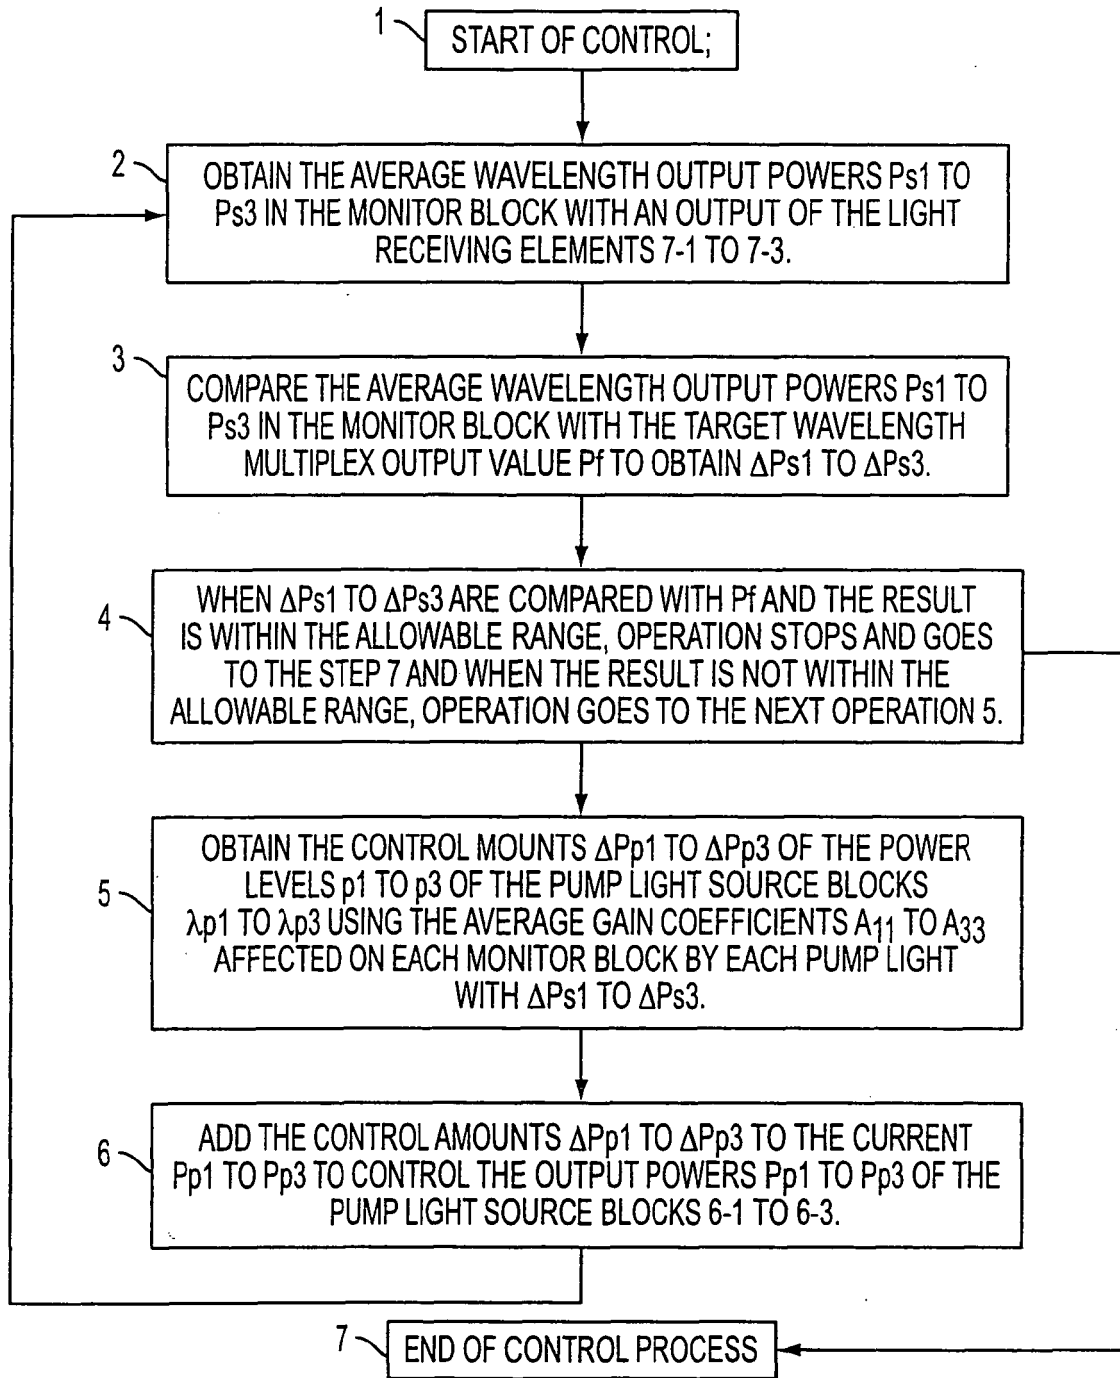 1
START OF CONTROL;
2
OBTAIN THE AVERAGE WAVELENGTH OUTPUT POWERS Ps1 TO
Ps3 IN THE MONITOR BLOCK WITH AN OUTPUT OF THE LIGHT
RECEIVING ELEMENTS 7-1 TO 7-3.
3
COMPARE THE AVERAGE WAVELENGTH OUTPUT POWERS Ps1 TO
Ps3 IN THE MONITOR BLOCK WITH THE TARGET WAVELENGTH
MULTIPLEX OUTPUT VALUE Pf TO OBTAIN ΔPs1 TO ΔPs3.
4
WHEN ΔPs1 TO ΔPs3 ARE COMPARED WITH Pf AND THE RESULT
IS WITHIN THE ALLOWABLE RANGE, OPERATION STOPS AND GOES
TO THE STEP 7 AND WHEN THE RESULT IS NOT WITHIN THE
ALLOWABLE RANGE, OPERATION GOES TO THE NEXT OPERATION 5.
5
OBTAIN THE CONTROL MOUNTS ΔPp1 TO ΔPp3 OF THE POWER
LEVELS p1 TO p3 OF THE PUMP LIGHT SOURCE BLOCKS
λp1 TO λp3 USING THE AVERAGE GAIN COEFFICIENTS A₁₁ TO A₃₃
AFFECTED ON EACH MONITOR BLOCK BY EACH PUMP LIGHT
WITH ΔPs1 TO ΔPs3.
6
ADD THE CONTROL AMOUNTS ΔPp1 TO ΔPp3 TO THE CURRENT
Pp1 TO Pp3 TO CONTROL THE OUTPUT POWERS Pp1 TO Pp3 OF THE
PUMP LIGHT SOURCE BLOCKS 6-1 TO 6-3.
7
END OF CONTROL PROCESS